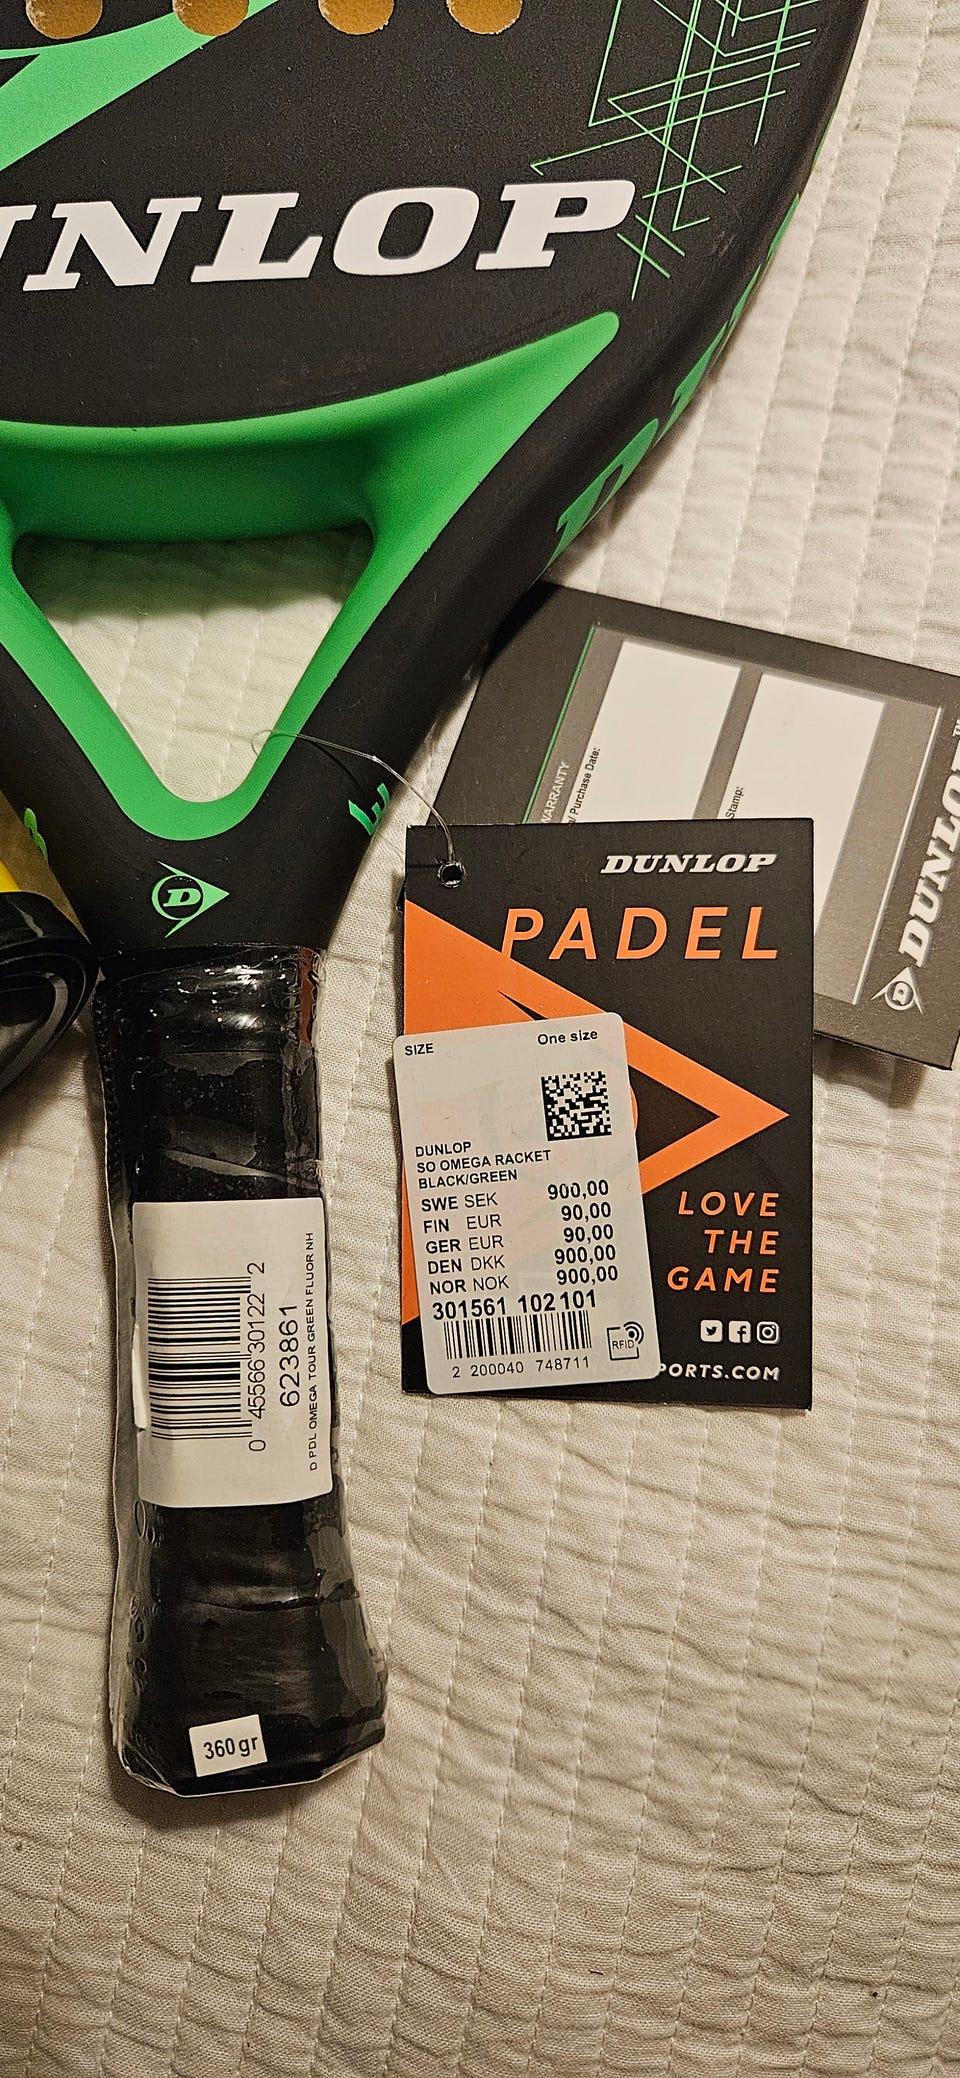 UNLOP
WARRANTY
Purchase Date:
Stamp:
DUNLOP
D
DUNLOP
PADEL
SIZE One size
DUNLOP
SO OMEGA RACKET
BLACK/GREEN
SWE SEK 900,00
FIN EUR 90,00
GER EUR 90,00
DEN DKK 900,00
NOR NOK 900,00
301561 102101
RFID
2 200040 748711
LOVE
THE
GAME
PORTS.COM
0 45566 30122 2
623861
D PDL OMEGA TOUR GREEN FLUOR NH
360gr